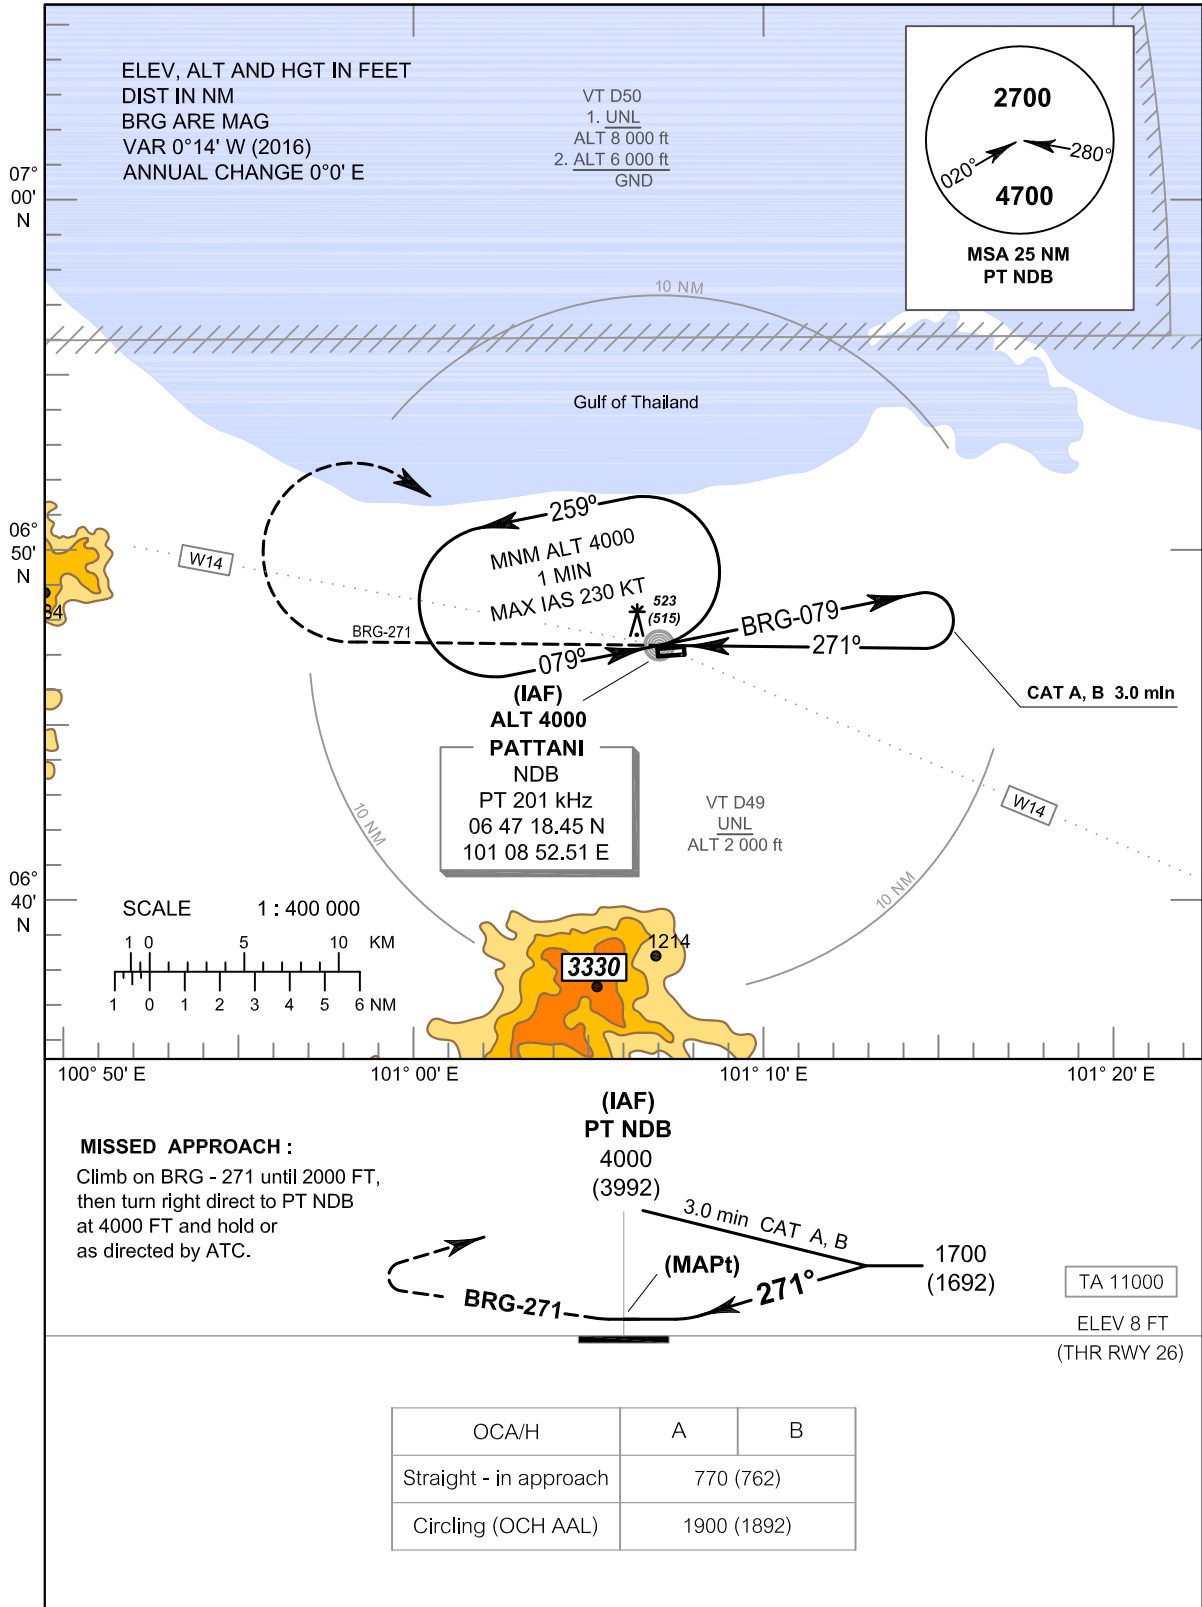 ELEV, ALT AND HGT IN FEET
DIST IN NM
BRG ARE MAG
VAR 0°14' W (2016)
ANNUAL CHANGE 0°0' E
VT D50
1. UNL
ALT 8 000 ft
2. ALT 6 000 ft
GND
2700
020°
280°
4700
MSA 25 NM
PT NDB
07°
00'
N
10 NM
Gulf of Thailand
06°
50'
N
W14
259°
MNM ALT 4000
1 MIN
MAX IAS 230 KT
523
(515)
BRG-079
BRG-271
271°
079°
CAT A, B 3.0 mIn
(IAF)
ALT 4000
PATTANI
NDB
PT 201 kHz
06 47 18.45 N
101 08 52.51 E
VT D49
UNL
ALT 2 000 ft
W14
10 NM
10 NM
06°
40'
N
SCALE 1 : 400 000
1 0 5 10 KM
1 0 1 2 3 4 5 6 NM
1214
3330
100° 50' E
101° 00' E
101° 10' E
101° 20' E
(IAF)
PT NDB
4000
(3992)
MISSED APPROACH :
Climb on BRG - 271 until 2000 FT,
then turn right direct to PT NDB
at 4000 FT and hold or
as directed by ATC.
3.0 min CAT A, B
(MAPt)
1700
(1692)
271°
BRG-271
TA 11000
ELEV 8 FT
(THR RWY 26)
OCA/H A B
Straight - in approach 770 (762)
Circling (OCH AAL) 1900 (1892)